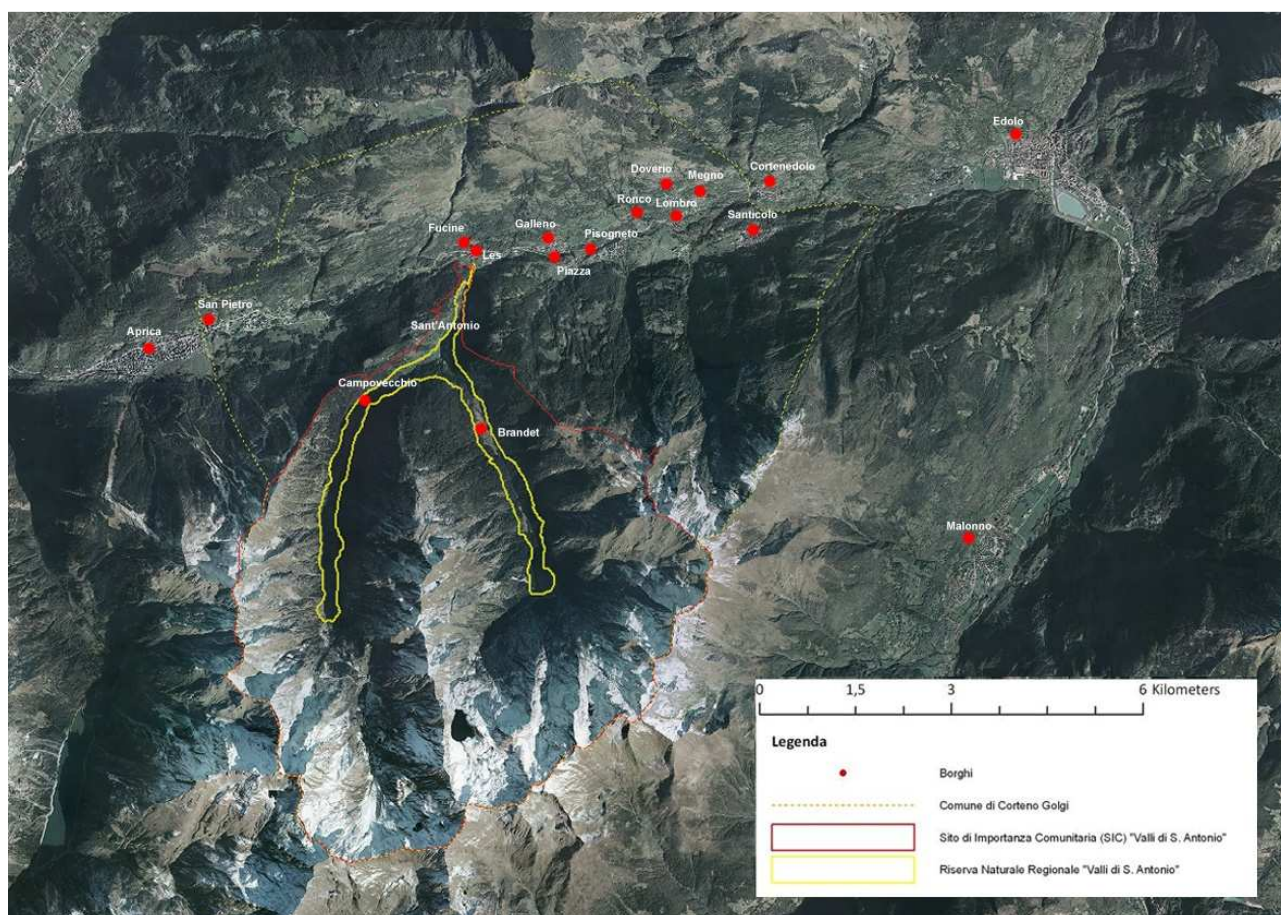 Edolo
Cortenedolo
Doverio
Megno
Ronco
Lombro
Santicolo
Galleno
Pisogneto
Fucine
Les
Piazza
San Pietro
Aprica
Sant'Antonio
Campovecchio
Brandet
Malonno
0 1,5 3 6 Kilometers
Legenda
Borghi
Comune di Corteno Golgi
Sito di Importanza Comunitaria (SIC) "Valli di S. Antonio"
Riserva Naturale Regionale "Valli di S. Antonio"